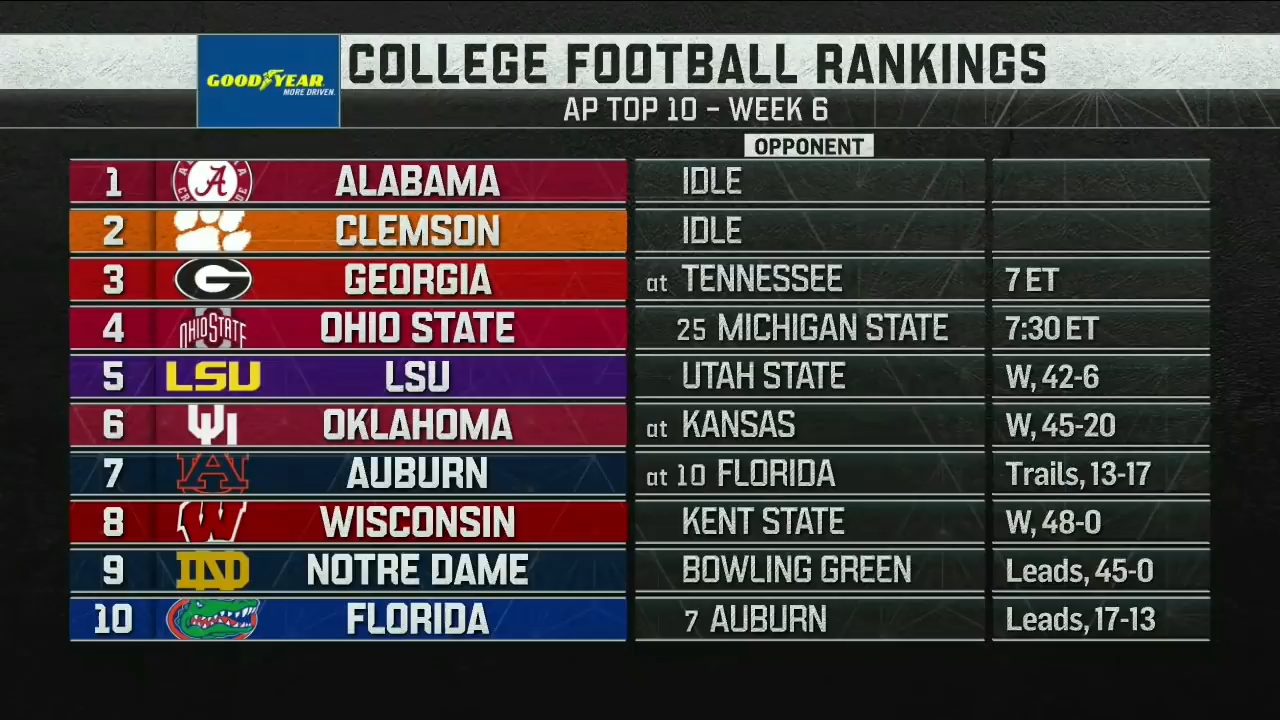 GOODYEAR
MORE DRIVEN.
COLLEGE FOOTBALL RANKINGS
AP TOP 10 – WEEK 6
OPPONENT
1 A ALABAMA IDLE
2 CLEMSON IDLE
3 G GEORGIA at TENNESSEE 7 ET
4 OHIO STATE OHIO STATE 25 MICHIGAN STATE 7:30 ET
5 LSU LSU UTAH STATE W, 42-6
6 OU OKLAHOMA at KANSAS W, 45-20
7 AU AUBURN at 10 FLORIDA Trails, 13-17
8 W WISCONSIN KENT STATE W, 48-0
9 ND NOTRE DAME BOWLING GREEN Leads, 45-0
10 FLORIDA 7 AUBURN Leads, 17-13